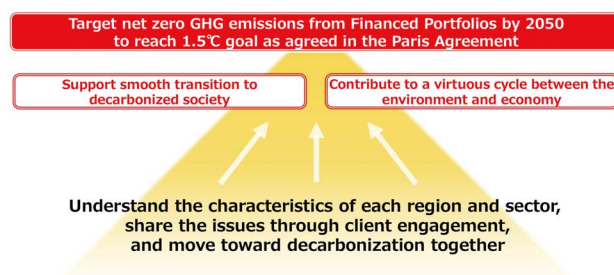 Target net zero GHG emissions from Financed Portfolios by 2050
to reach 1.5℃ goal as agreed in the Paris Agreement
Support smooth transition to
decarbonized society
Contribute to a virtuous cycle between the
environment and economy
Understand the characteristics of each region and sector,
share the issues through client engagement,
and move toward decarbonization together